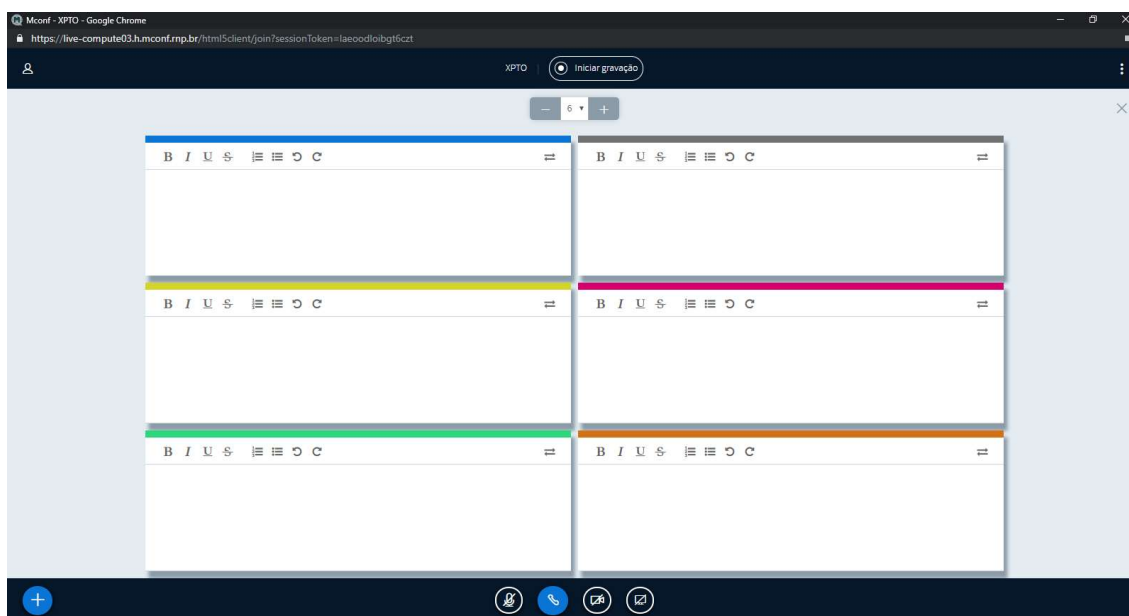 Mconf - XPTO - Google Chrome
https://live-compute03.h.mconf.rnp.br/html5client/join?sessionToken=laeoodloibgt6czt
XPTO | Iniciar gravação
6
B I U S
B I U S
B I U S
B I U S
B I U S
B I U S